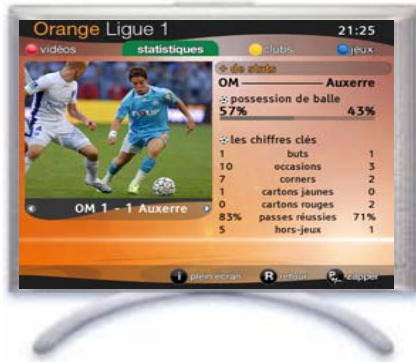 Orange Ligue 1 21:25
vidéos statistiques clubs jeux
+ de stats
OM Auxerre
possession de balle
57% 43%
les chiffres clés
1 buts 1
10 occasions 3
7 corners 2
1 cartons jaunes 0
0 cartons rouges 2
83% passes réussies 71%
5 hors-jeux 1
OM 1 - 1 Auxerre
i plein écran R retour P zapper